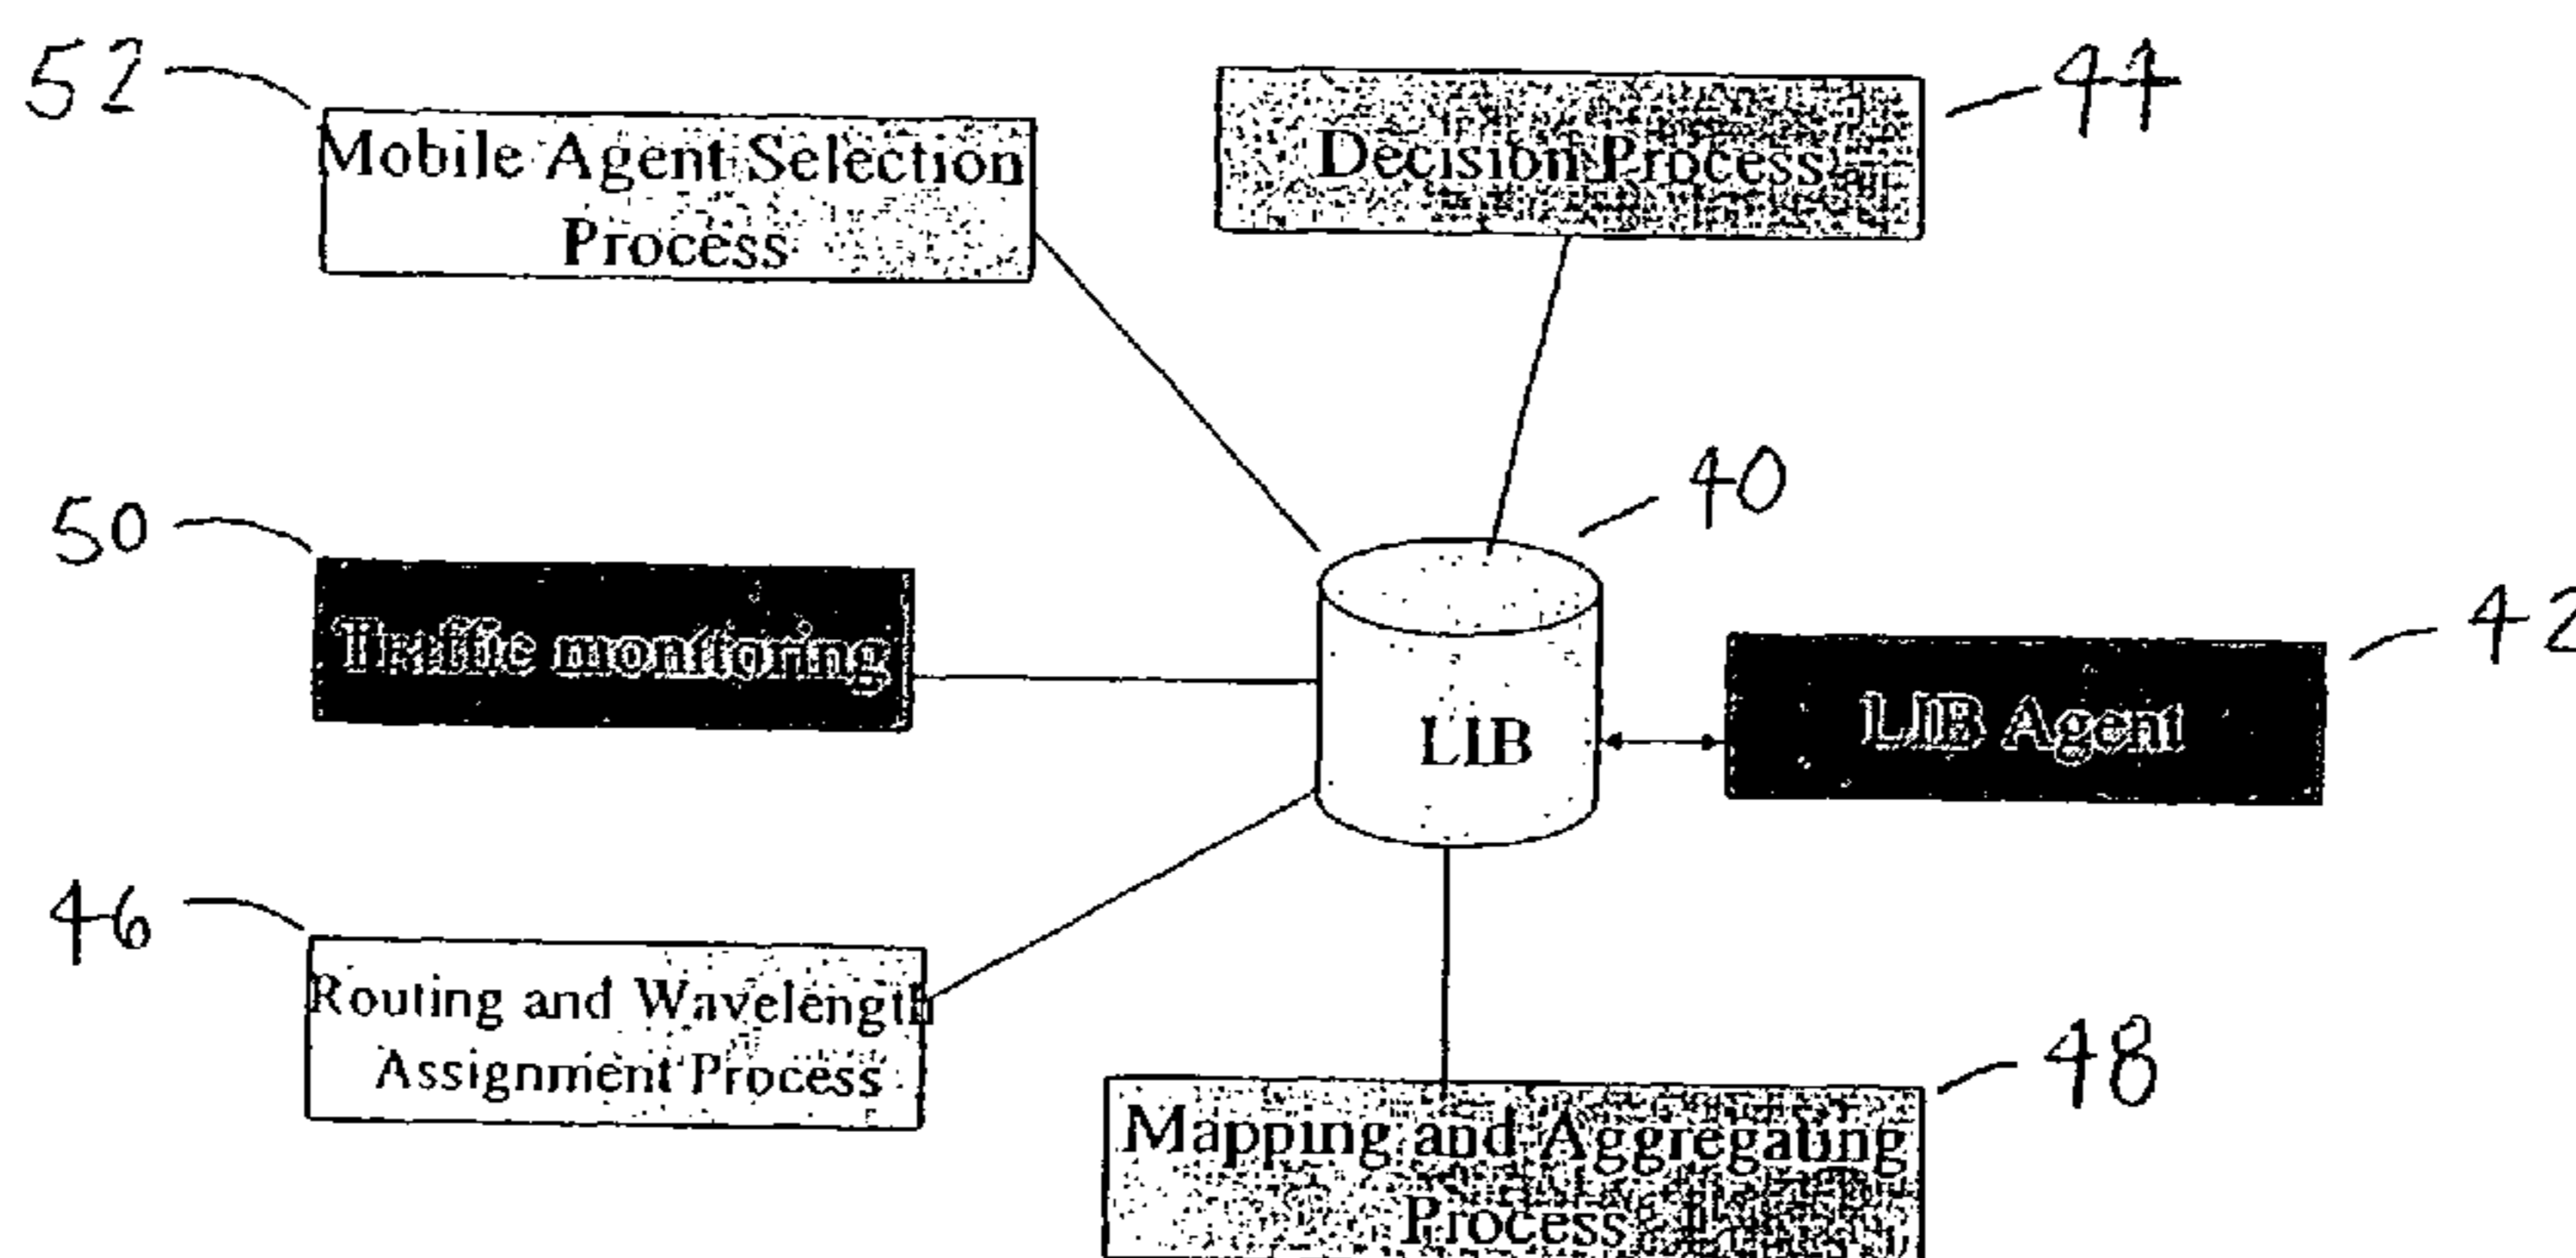 52
Mobile Agent Selection
Process
44
Decision Process
40
50
Traffic monitoring
LIB
42
LIB Agent
46
Routing and Wavelength
Assignment Process
48
Mapping and Aggregating
Process